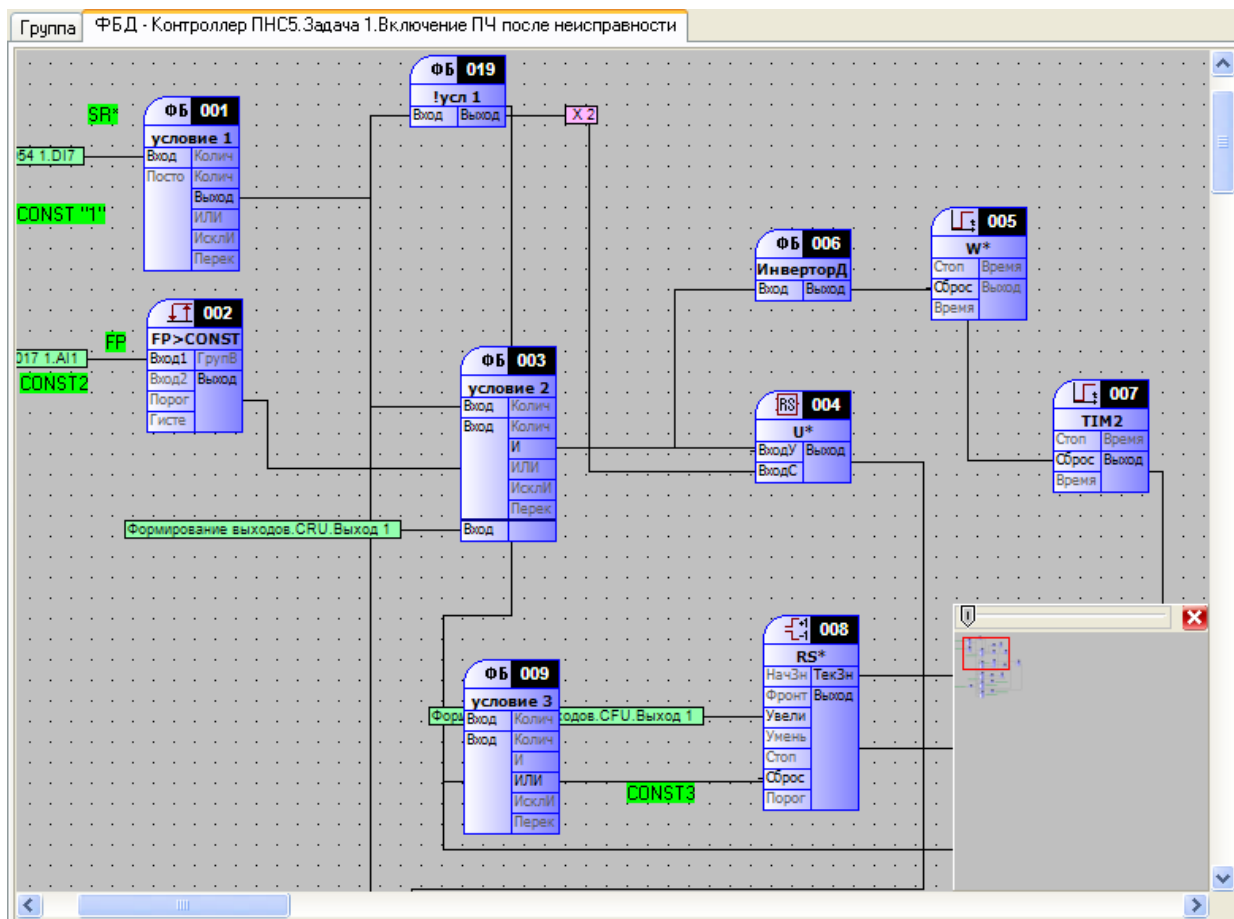 Группа
ФБД - Контроллер ПНС5.Задача 1.Включение ПЧ после неисправности
ФБ 019
!усл 1
Вход Выход
X 2
SR*
ФБ 001
условие 1
054 1.DI7
Вход Колич
Посто Колич
Выход
CONST "1"
ИЛИ
ИсклИ
Перек
ФБ 006
ИнверторД
Вход Выход
005
W*
Стоп Время
Сброс Выход
Время
002
FP>CONST
FP
017 1.AI1
Вход1 ГрупВ
CONST2
Вход2 Выход
Порог
Гисте
ФБ 003
условие 2
Вход Колич
Вход Колич
И
ИЛИ
ИсклИ
Перек
Вход
Формирование выходов.CRU.Выход 1
RS 004
U*
ВходУ Выход
ВходС
007
TIM2
Стоп Время
Сброс Выход
Время
008
RS*
НачЗн ТекЗн
Фронт Выход
Увели
Умень
Стоп
Сброс
Порог
ФБ 009
условие 3
Вход Колич
Вход Колич
И
ИЛИ
ИсклИ
Перек
ходов.CFU.Выход 1
CONST3